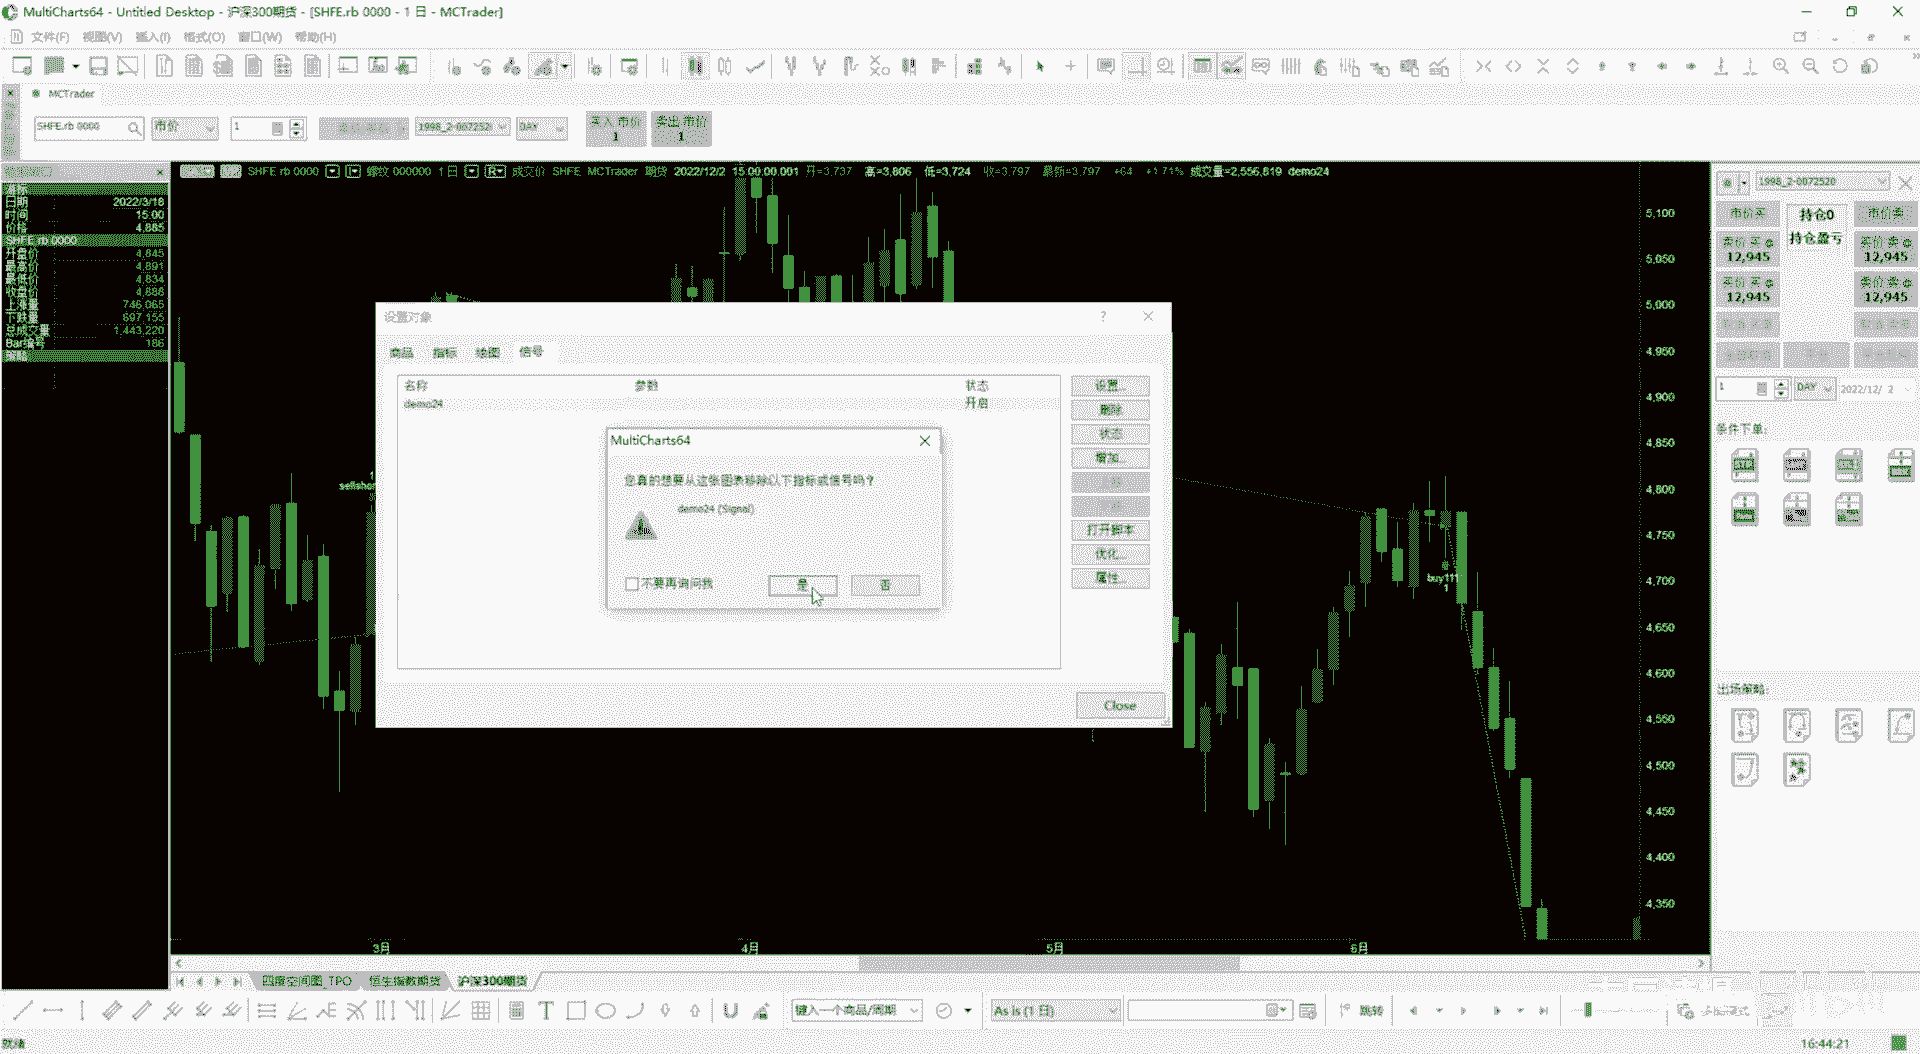 MultiCharts64 - Untitled Desktop - 沪深300期货 - [SHFE.rb 0000 - 1 日 - MCTrader]
文件(F) 视图(V) 插入(I) 格式(O) 窗口(W) 帮助(H)
MCTrader
SHFE.rb 0000 市价 1 DAY 买入 市价 1 卖出 市价 1
SHFE rb 0000 螺纹 000000 1 日 成交价 SHFE MCTrader 期货 2022/12/2 15:00:00.001 开=3,737 高=3,806 低=3,724 收=3,797 最新=3,797 +64 +1.71% 成交量=2,556,819 demo24
日期 2022/3/18
时间 15:00
价格 4,885
SHFE rb 0000
开盘价 4,845
最高价 4,891
最低价 4,834
收盘价 4,888
上涨量 746,065
下跌量 697,155
总成交量 1,443,220
Bar编号 186
策略
设置对象
商品 指标 绘图 信号
名称 参数 状态
demo24 开启
设置...
删除
状态
增加...
打开脚本
优化...
属性...
Close
MultiCharts64
您真的想要从这张图表移除以下指标或信号吗?
demo24 (Signal)
不要再询问我 是 否
sellshort
buy111
1
5,100
5,050
5,000
4,950
4,900
4,850
4,800
4,750
4,700
4,650
4,600
4,550
4,500
4,450
4,400
4,350
3月 4月 5月 6月
1998_2-0072520
市价买 持仓0 市价卖
持仓盈亏
12,945 12,945
12,945 12,945
1 DAY 2022/12/ 2
条件下单:
出场策略:
四度空间图_TPO 恒生指数期货 沪深300期货
键入一个商品/周期 As is (1 日) 跳转
就绪 16:44:21